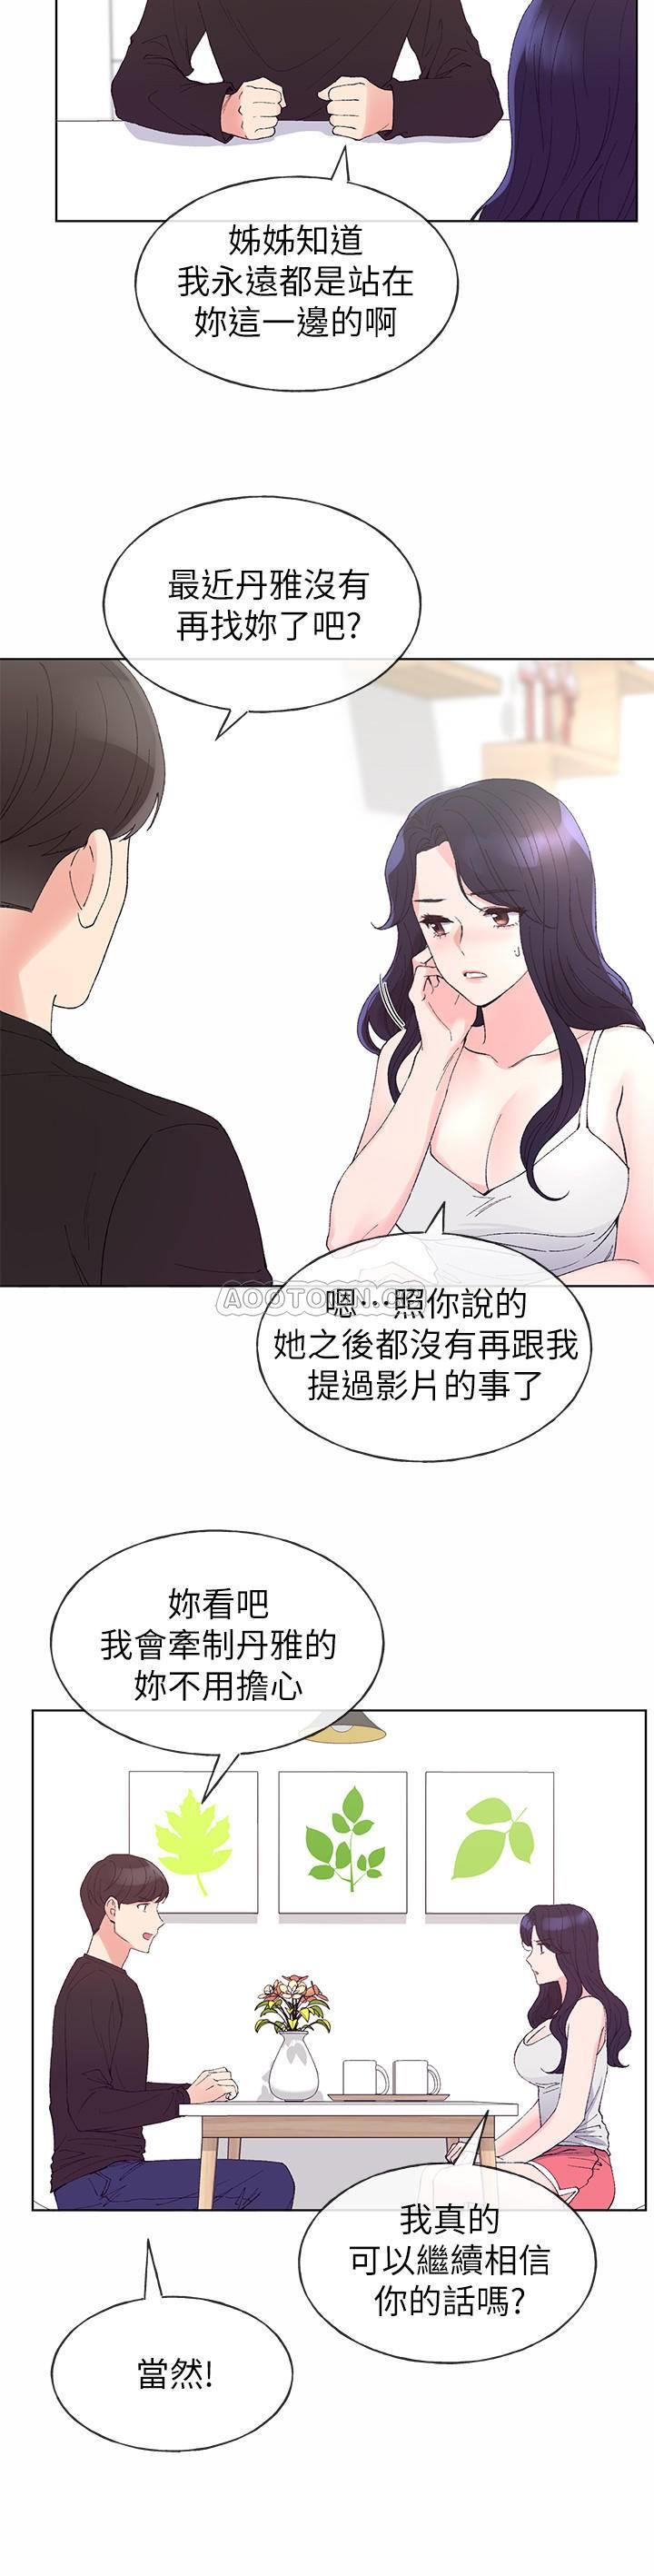 姊姊知道
我永遠都是站在
妳這一邊的啊
最近丹雅沒有
再找妳了吧?
嗯…照你說的
她之後都沒有再跟我
提過影片的事了
妳看吧
我會牽制丹雅的
妳不用擔心
我真的
可以繼續相信
你的話嗎?
當然!